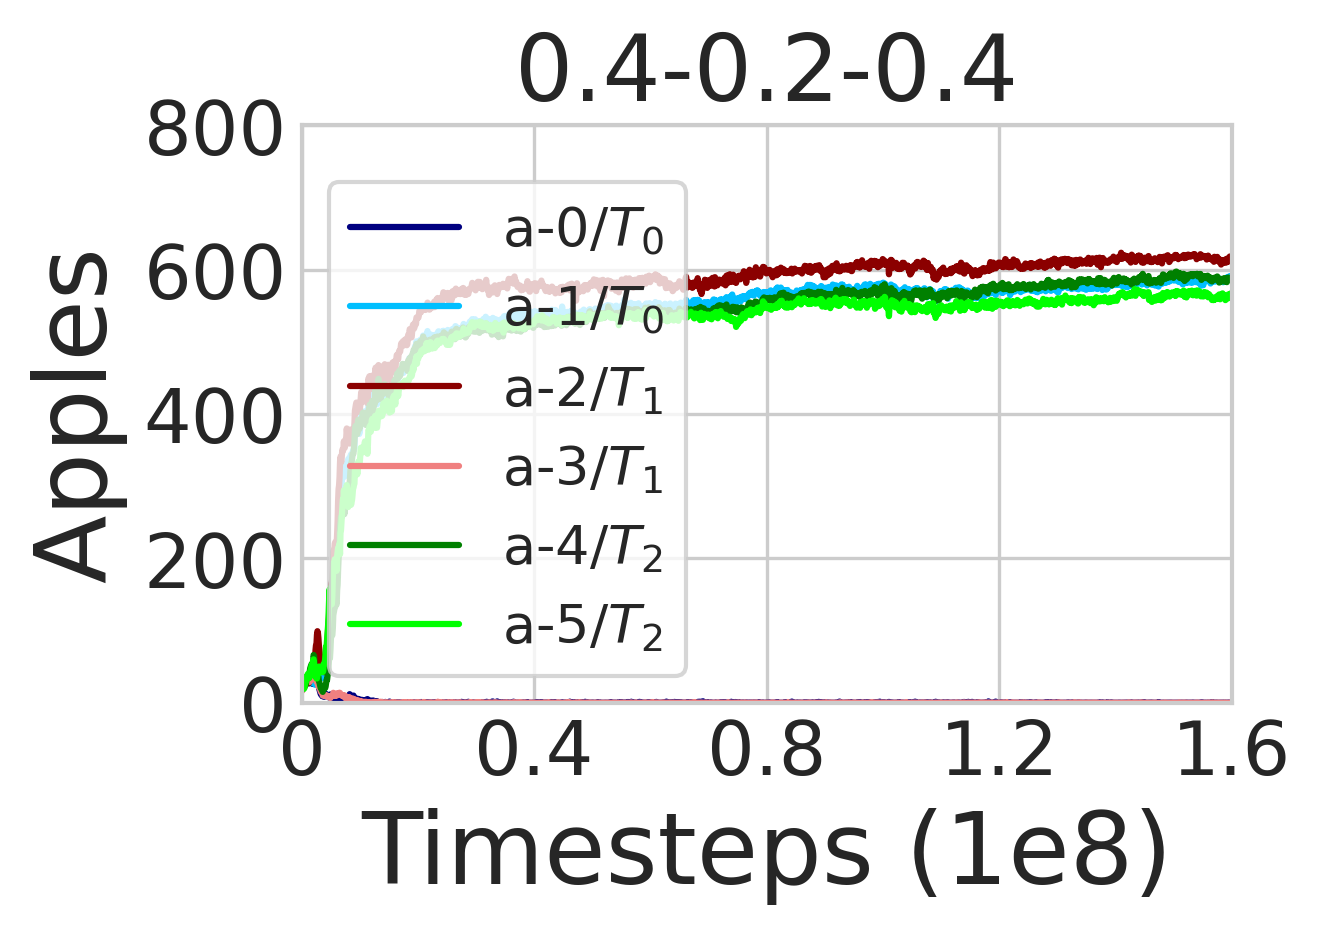 0.4-0.2-0.4
800
600
400
200
0
Apples
a-0/T₀
a-1/T₀
a-2/T₁
a-3/T₁
a-4/T₂
a-5/T₂
0 0.4 0.8 1.2 1.6
Timesteps (1e8)